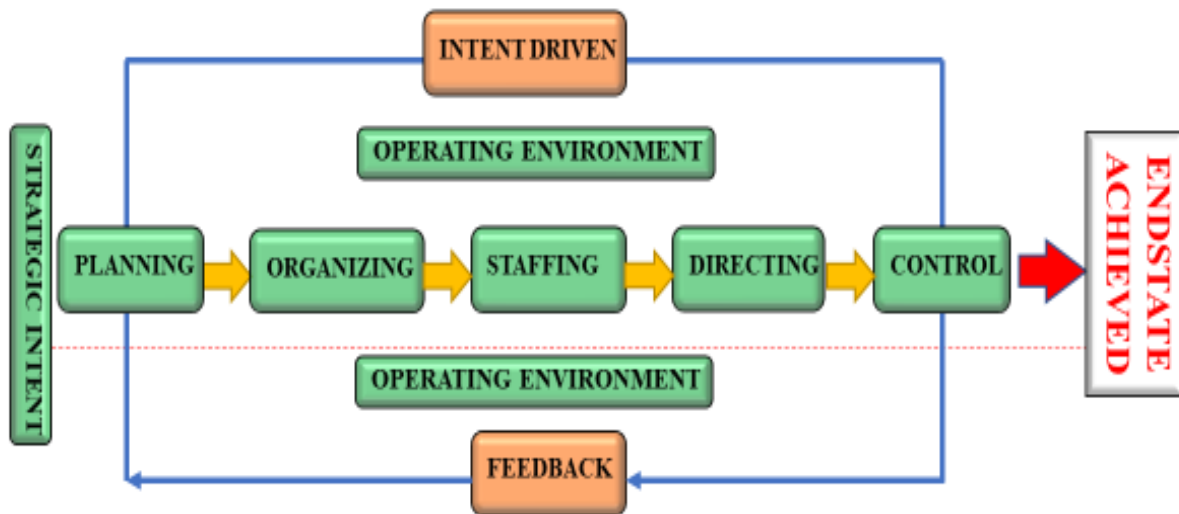 INTENT DRIVEN
OPERATING ENVIRONMENT
STRATEGIC INTENT
PLANNING
ORGANIZING
STAFFING
DIRECTING
CONTROL
ENDSTATE
ACHIEVED
OPERATING ENVIRONMENT
FEEDBACK